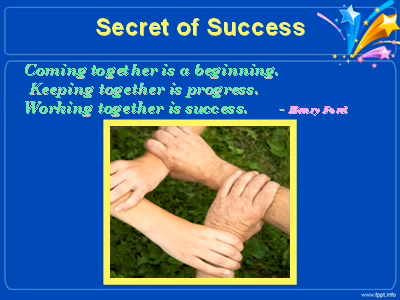 Secret of Success
Coming together is a beginning.
Keeping together is progress.
Working together is success. - Henry Ford
www.fppt.info